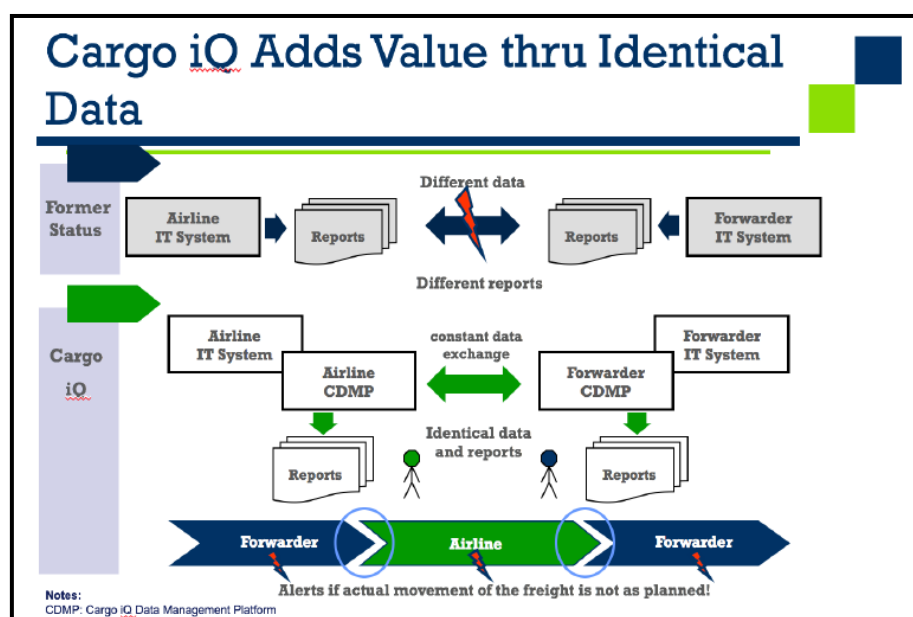 Cargo iQ Adds Value thru Identical
Data
Former
Status
Airline
IT System
Reports
Different data
Different reports
Reports
Forwarder
IT System
Cargo
iQ
Airline
IT System
Airline
CDMP
constant data
exchange
Forwarder
IT System
Forwarder
CDMP
Reports
Identical data
and reports
Reports
Forwarder
Airline
Forwarder
Alerts if actual movement of the freight is not as planned!
Notes:
CDMP: Cargo iQ Data Management Platform